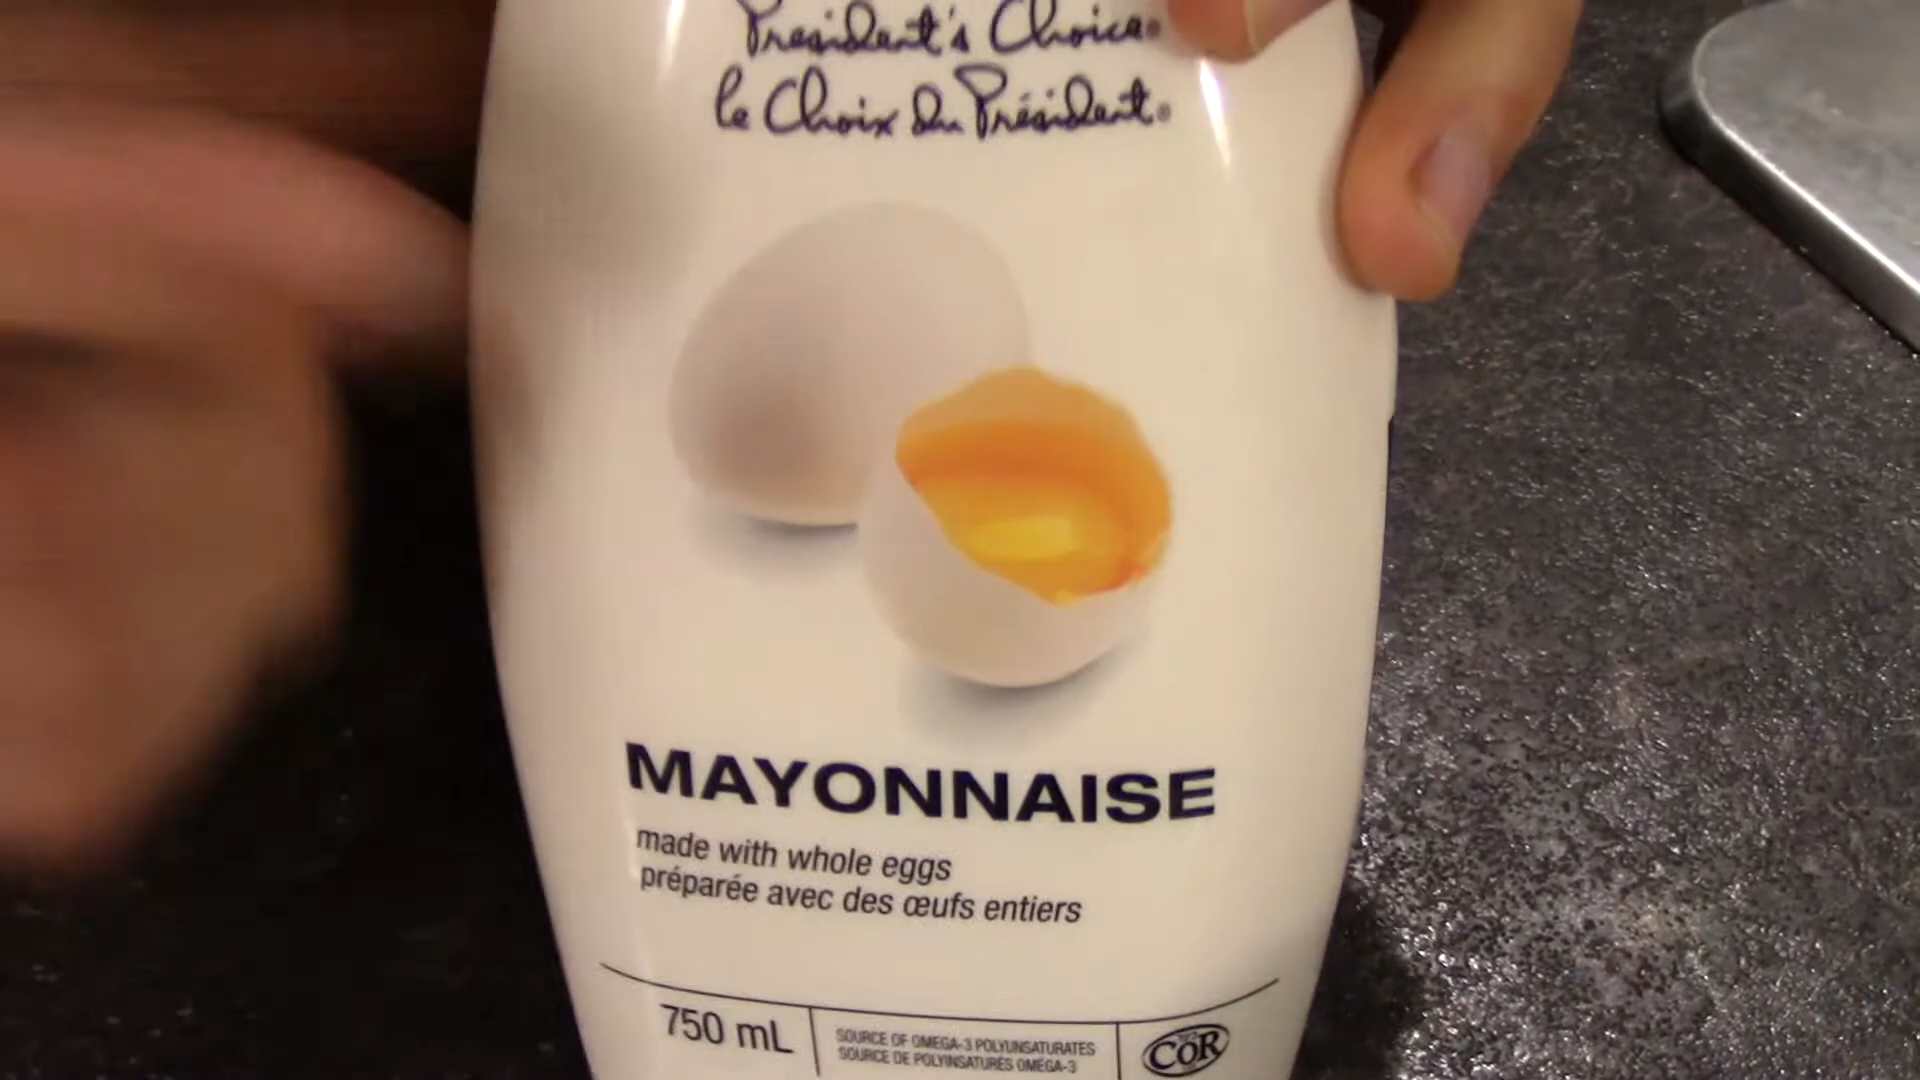 President's Choice®
le Choix du Président®
MAYONNAISE
made with whole eggs
préparée avec des œufs entiers
750 mL
SOURCE OF OMEGA-3 POLYUNSATURATES
SOURCE DE POLYINSATURÉS OMÉGA-3
COR